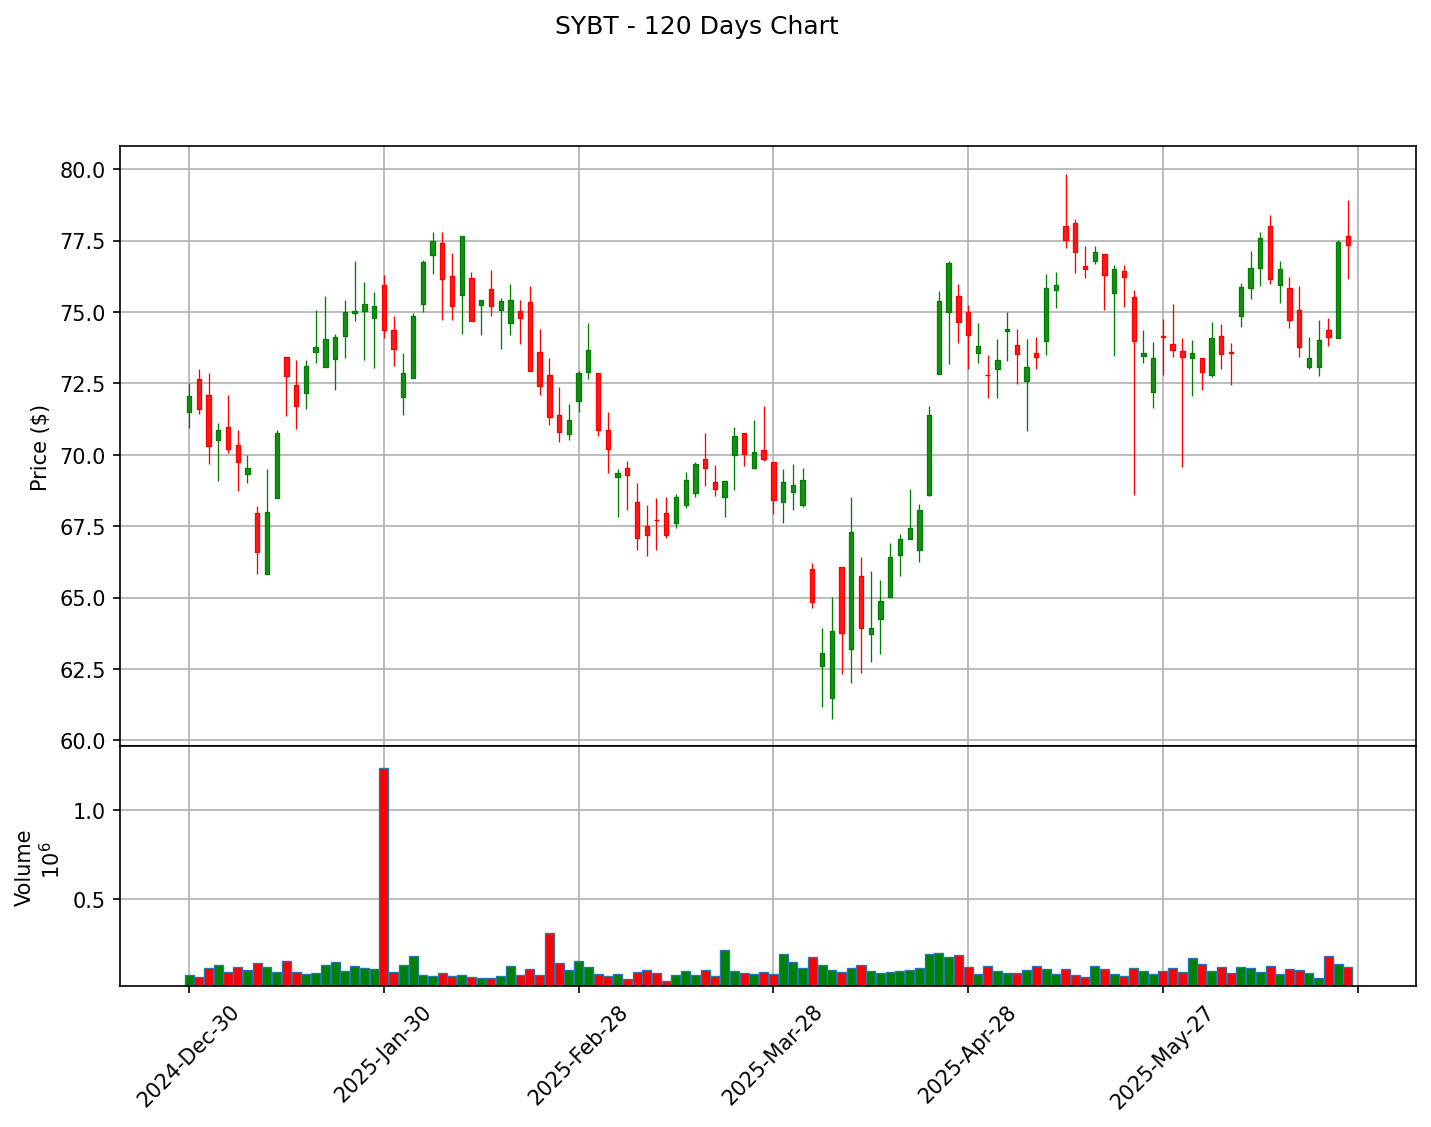 SYBT - 120 Days Chart
80.0
77.5
75.0
72.5
70.0
67.5
65.0
62.5
60.0
Price ($)
1.0
0.5
Volume
10^6
2024-Dec-30
2025-Jan-30
2025-Feb-28
2025-Mar-28
2025-Apr-28
2025-May-27